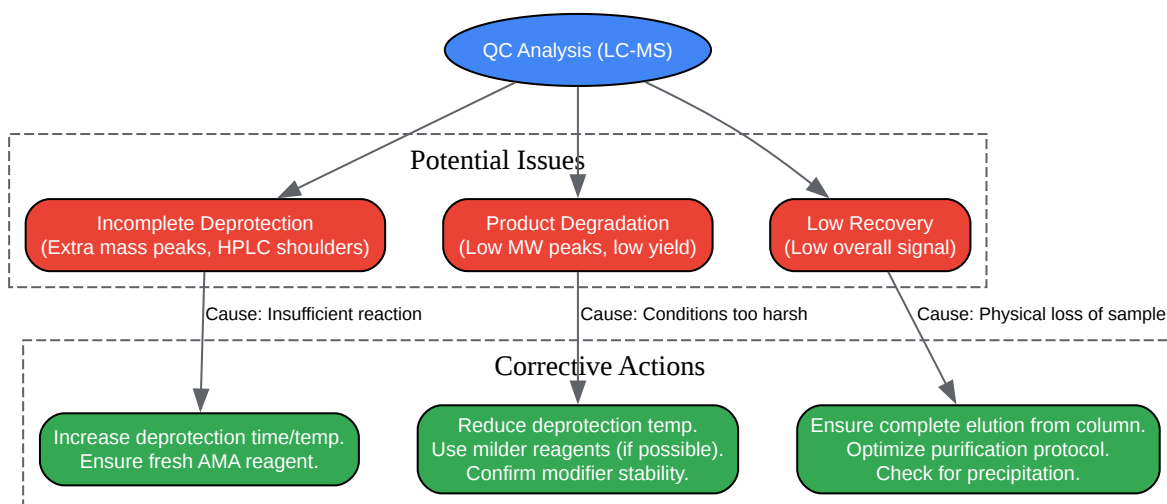 QC Analysis (LC-MS)
Potential Issues
Incomplete Deprotection
(Extra mass peaks, HPLC shoulders)
Product Degradation
(Low MW peaks, low yield)
Low Recovery
(Low overall signal)
Cause: Insufficient reaction
Cause: Conditions too harsh
Cause: Physical loss of sample
Corrective Actions
Increase deprotection time/temp.
Ensure fresh AMA reagent.
Reduce deprotection temp.
Use milder reagents (if possible).
Confirm modifier stability.
Ensure complete elution from column.
Optimize purification protocol.
Check for precipitation.